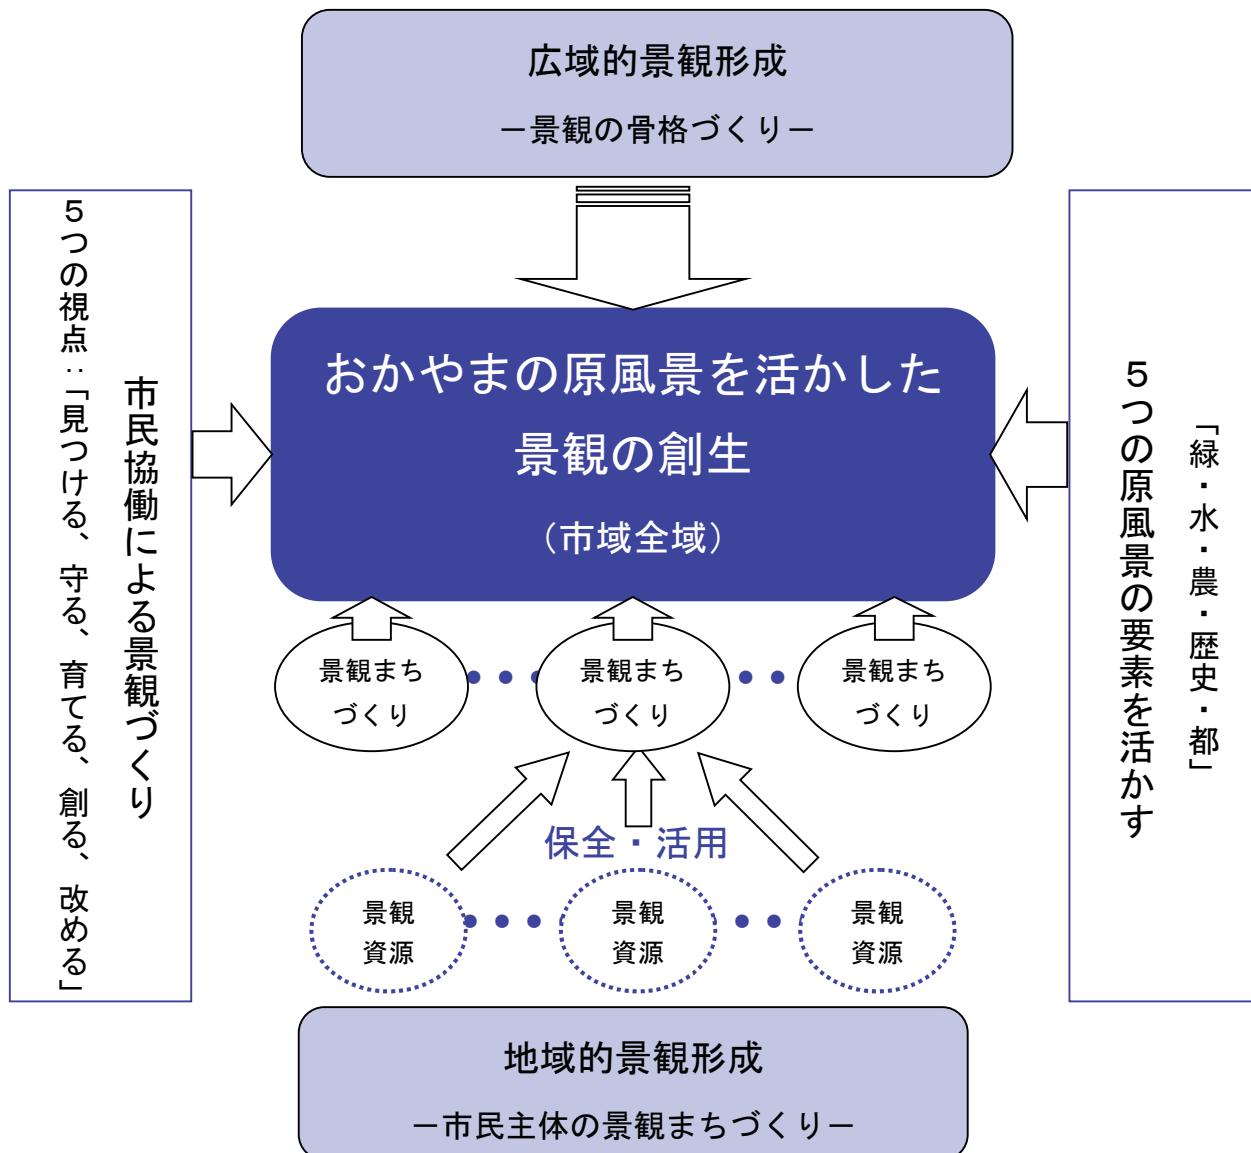 広域的景観形成
－景観の骨格づくり－
市民協働による景観づくり
５つの視点：「見つける、守る、育てる、創る、改める」
おかやまの原風景を活かした
景観の創生
（市域全域）
「緑・水・農・歴史・都」
５つの原風景の要素を活かす
景観まち
づくり
景観まち
づくり
景観まち
づくり
保全・活用
景観
資源
景観
資源
景観
資源
地域的景観形成
－市民主体の景観まちづくり－